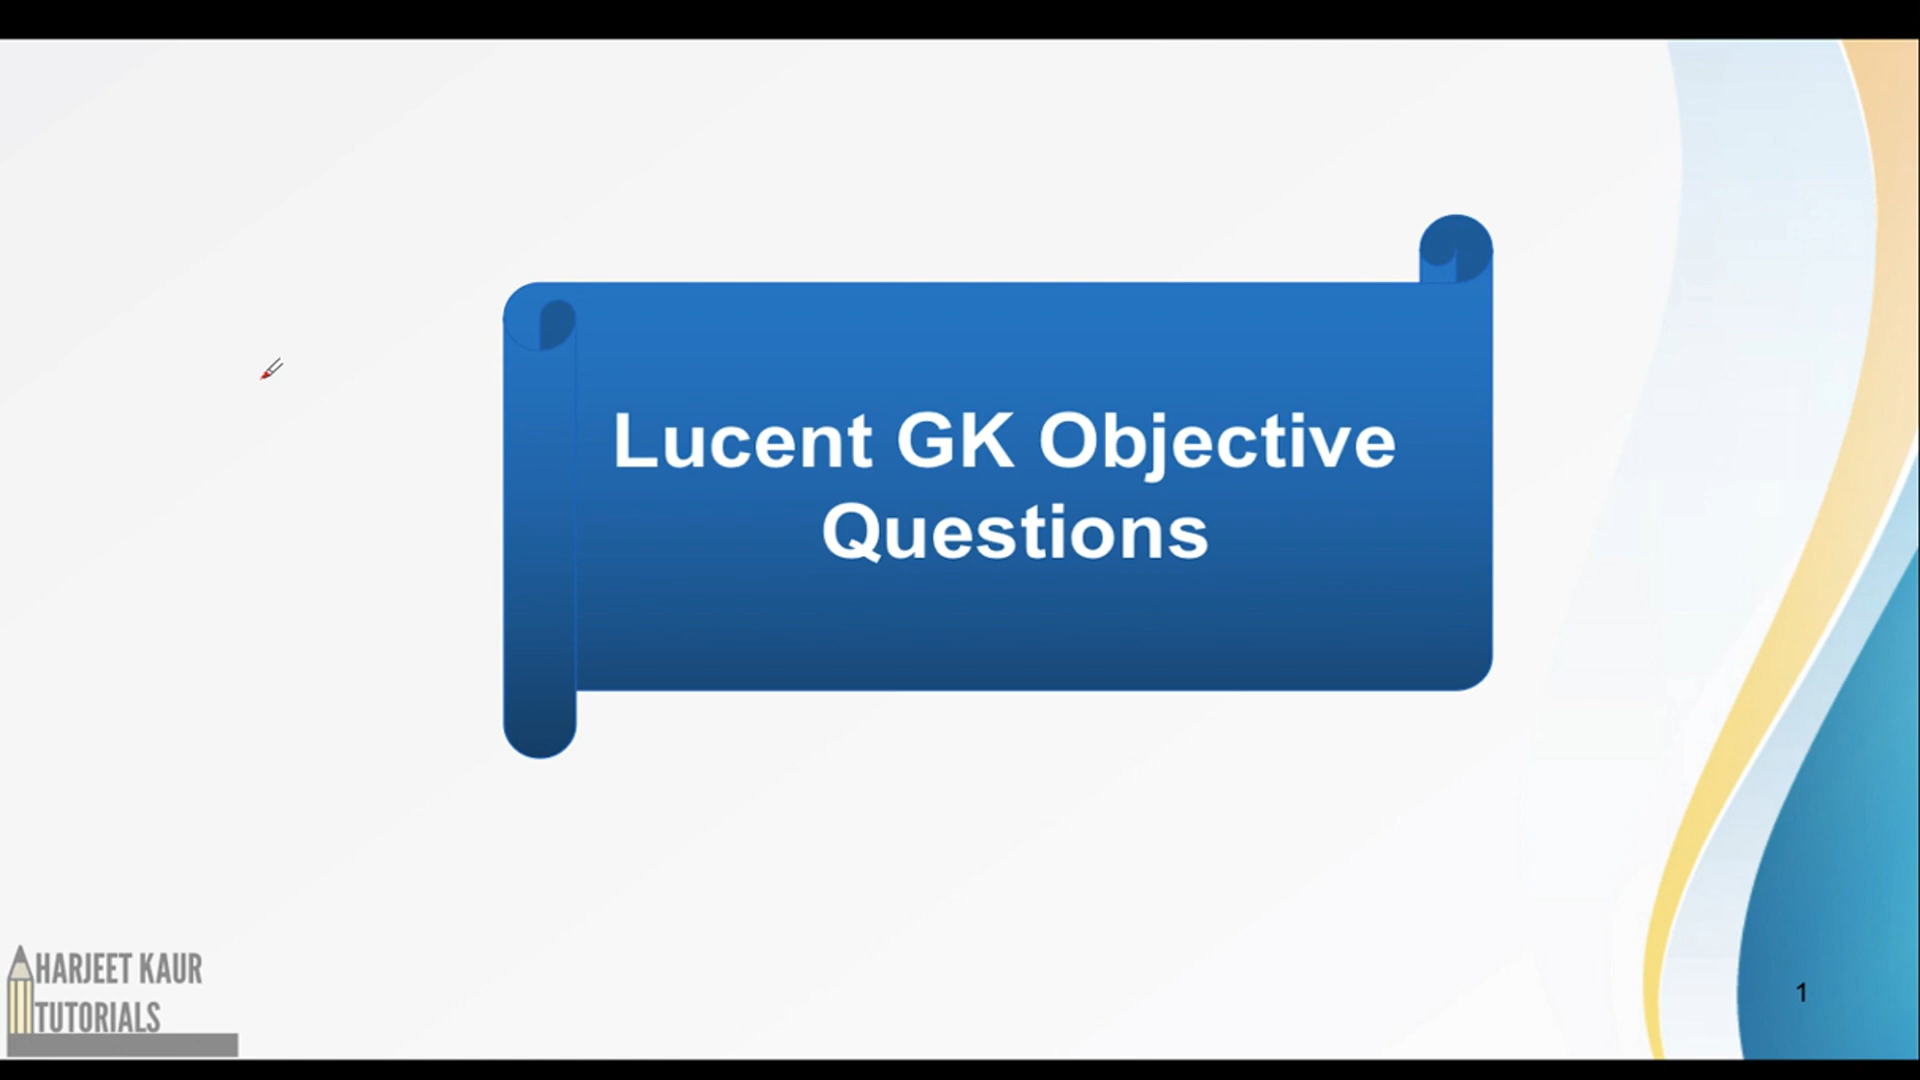 Lucent GK Objective
Questions
HARJEET KAUR
TUTORIALS
1